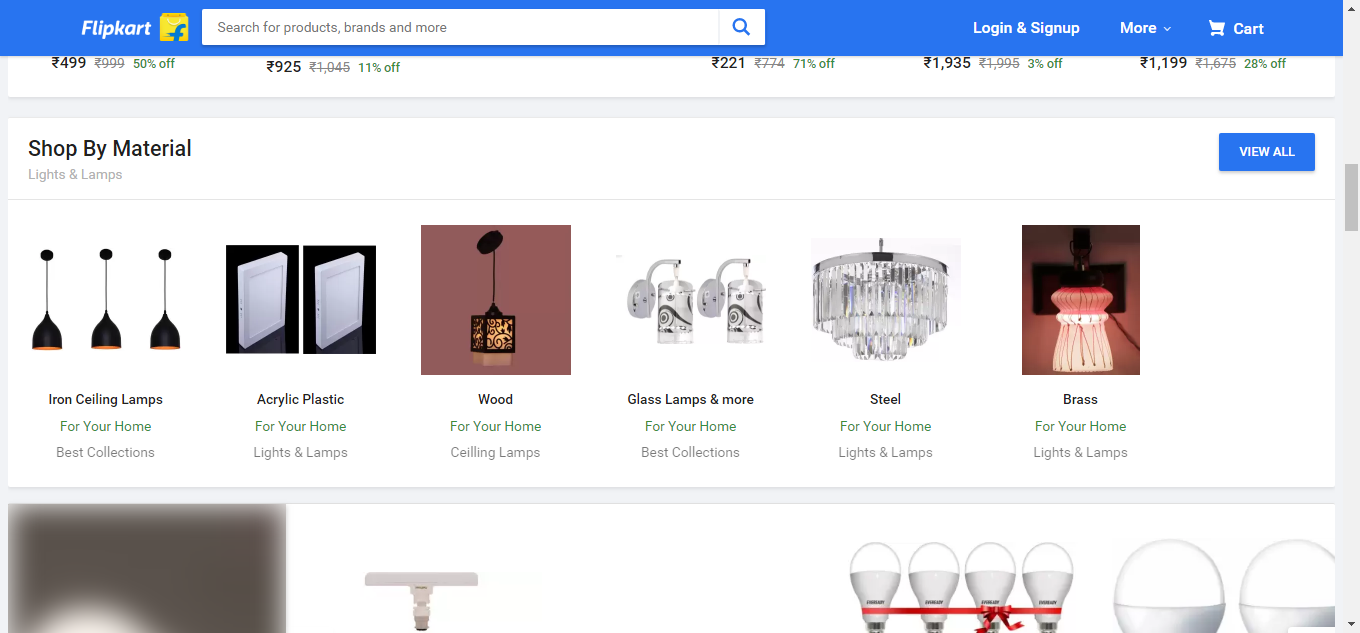 Flipkart
Search for products, brands and more
Login & Signup
More
Cart
₹499 ₹999 50% off
₹925 ₹1,045 11% off
₹221 ₹774 71% off
₹1,935 ₹1,995 3% off
₹1,199 ₹1,675 28% off
Shop By Material
Lights & Lamps
VIEW ALL
Iron Ceiling Lamps
For Your Home
Best Collections
Acrylic Plastic
For Your Home
Lights & Lamps
Wood
For Your Home
Ceilling Lamps
Glass Lamps & more
For Your Home
Best Collections
Steel
For Your Home
Lights & Lamps
Brass
For Your Home
Lights & Lamps
EVEREADY
EVEREADY
EVEREADY
EVEREADY